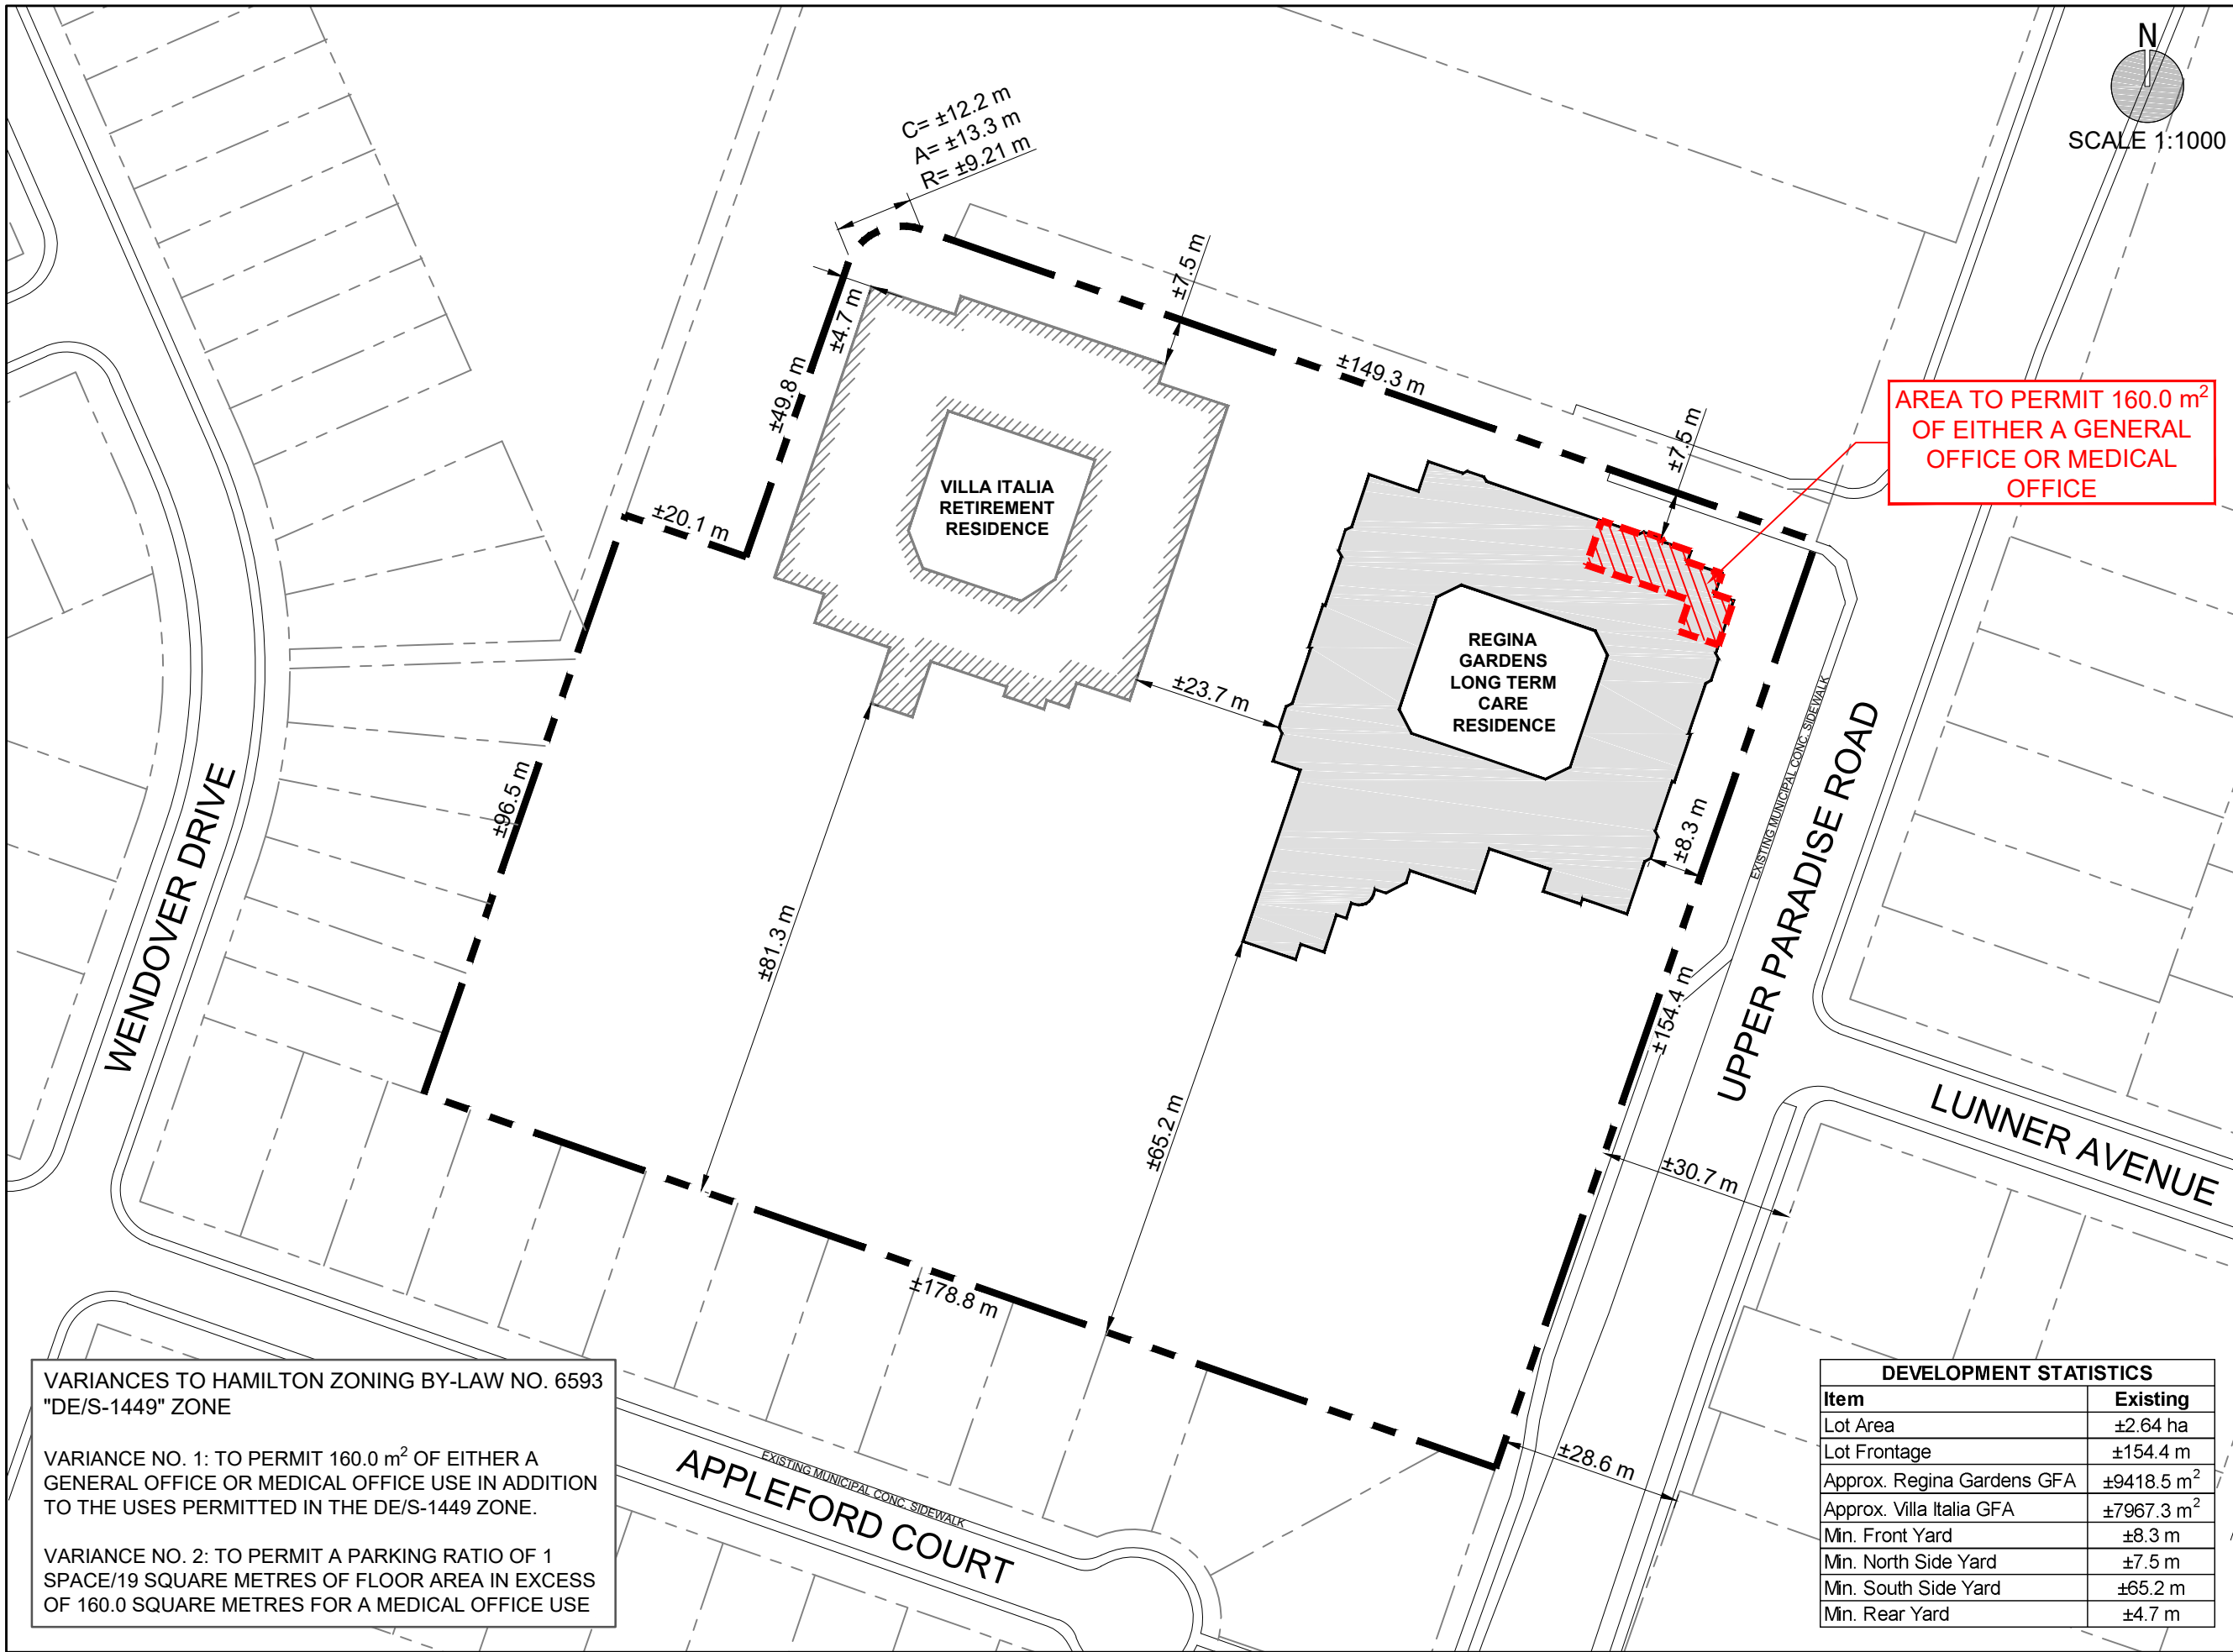 N
SCALE 1:1000
C= ±12.2 m
A= ±13.3 m
R= ±9.21 m
±7.5 m
±4.7 m
±49.8 m
±149.3 m
±7.5 m
AREA TO PERMIT 160.0 m²
OF EITHER A GENERAL
OFFICE OR MEDICAL
OFFICE
VILLA ITALIA
RETIREMENT
RESIDENCE
±20.1 m
REGINA
GARDENS
LONG TERM
CARE
RESIDENCE
±23.7 m
±96.5 m
±8.3 m
EXISTING MUNICIPAL CONC. SIDEWALK
UPPER PARADISE ROAD
WENDOVER DRIVE
±81.3 m
±154.4 m
±65.2 m
LUNNER AVENUE
±30.7 m
±178.8 m
±28.6 m
EXISTING MUNICIPAL CONC. SIDEWALK
APPLEFORD COURT
VARIANCES TO HAMILTON ZONING BY-LAW NO. 6593
"DE/S-1449" ZONE
VARIANCE NO. 1: TO PERMIT 160.0 m² OF EITHER A
GENERAL OFFICE OR MEDICAL OFFICE USE IN ADDITION
TO THE USES PERMITTED IN THE DE/S-1449 ZONE.
VARIANCE NO. 2: TO PERMIT A PARKING RATIO OF 1
SPACE/19 SQUARE METRES OF FLOOR AREA IN EXCESS
OF 160.0 SQUARE METRES FOR A MEDICAL OFFICE USE
DEVELOPMENT STATISTICS
Item Existing
Lot Area ±2.64 ha
Lot Frontage ±154.4 m
Approx. Regina Gardens GFA ±9418.5 m²
Approx. Villa Italia GFA ±7967.3 m²
Min. Front Yard ±8.3 m
Min. North Side Yard ±7.5 m
Min. South Side Yard ±65.2 m
Min. Rear Yard ±4.7 m